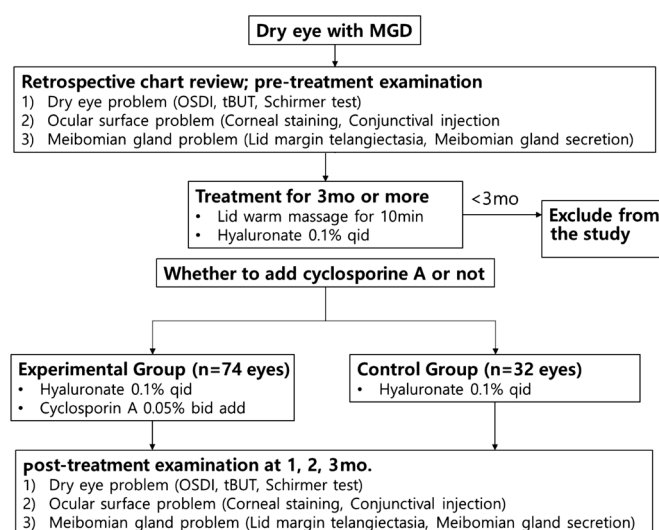 Dry eye with MGD
Retrospective chart review; pre-treatment examination
1) Dry eye problem (OSDI, tBUT, Schirmer test)
2) Ocular surface problem (Corneal staining, Conjunctival injection
3) Meibomian gland problem (Lid margin telangiectasia, Meibomian gland secretion)
Treatment for 3mo or more
• Lid warm massage for 10min
• Hyaluronate 0.1% qid
<3mo
Exclude from
the study
Whether to add cyclosporine A or not
Experimental Group (n=74 eyes)
• Hyaluronate 0.1% qid
• Cyclosporin A 0.05% bid add
Control Group (n=32 eyes)
• Hyaluronate 0.1% qid
post-treatment examination at 1, 2, 3mo.
1) Dry eye problem (OSDI, tBUT, Schirmer test)
2) Ocular surface problem (Corneal staining, Conjunctival injection)
3) Meibomian gland problem (Lid margin telangiectasia, Meibomian gland secretion)